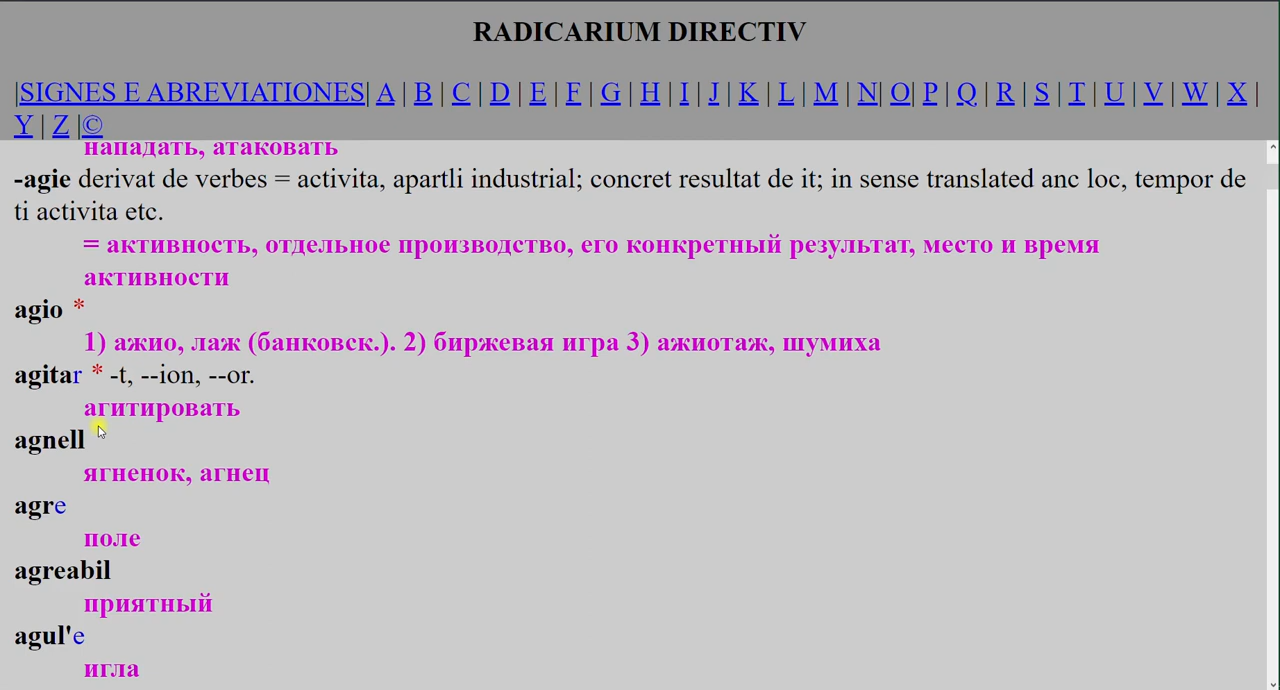 RADICARIUM DIRECTIV
|SIGNES E ABREVIATIONES| A | B | C | D | E | F | G | H | I | J | K | L | M | N| O| P | Q | R | S | T | U | V | W | X |
Y | Z |©
нападать, атаковать
-agie derivat de verbes = activita, apartli industrial; concret resultat de it; in sense translated anc loc, tempor de
ti activita etc.
= активность, отдельное производство, его конкретный результат, место и время
активности
agio *
1) ажио, лаж (банковск.). 2) биржевая игра 3) ажиотаж, шумиха
agitar * -t, --ion, --or.
агитировать
agnell
ягненок, агнец
agre
поле
agreabil
приятный
agul'e
игла